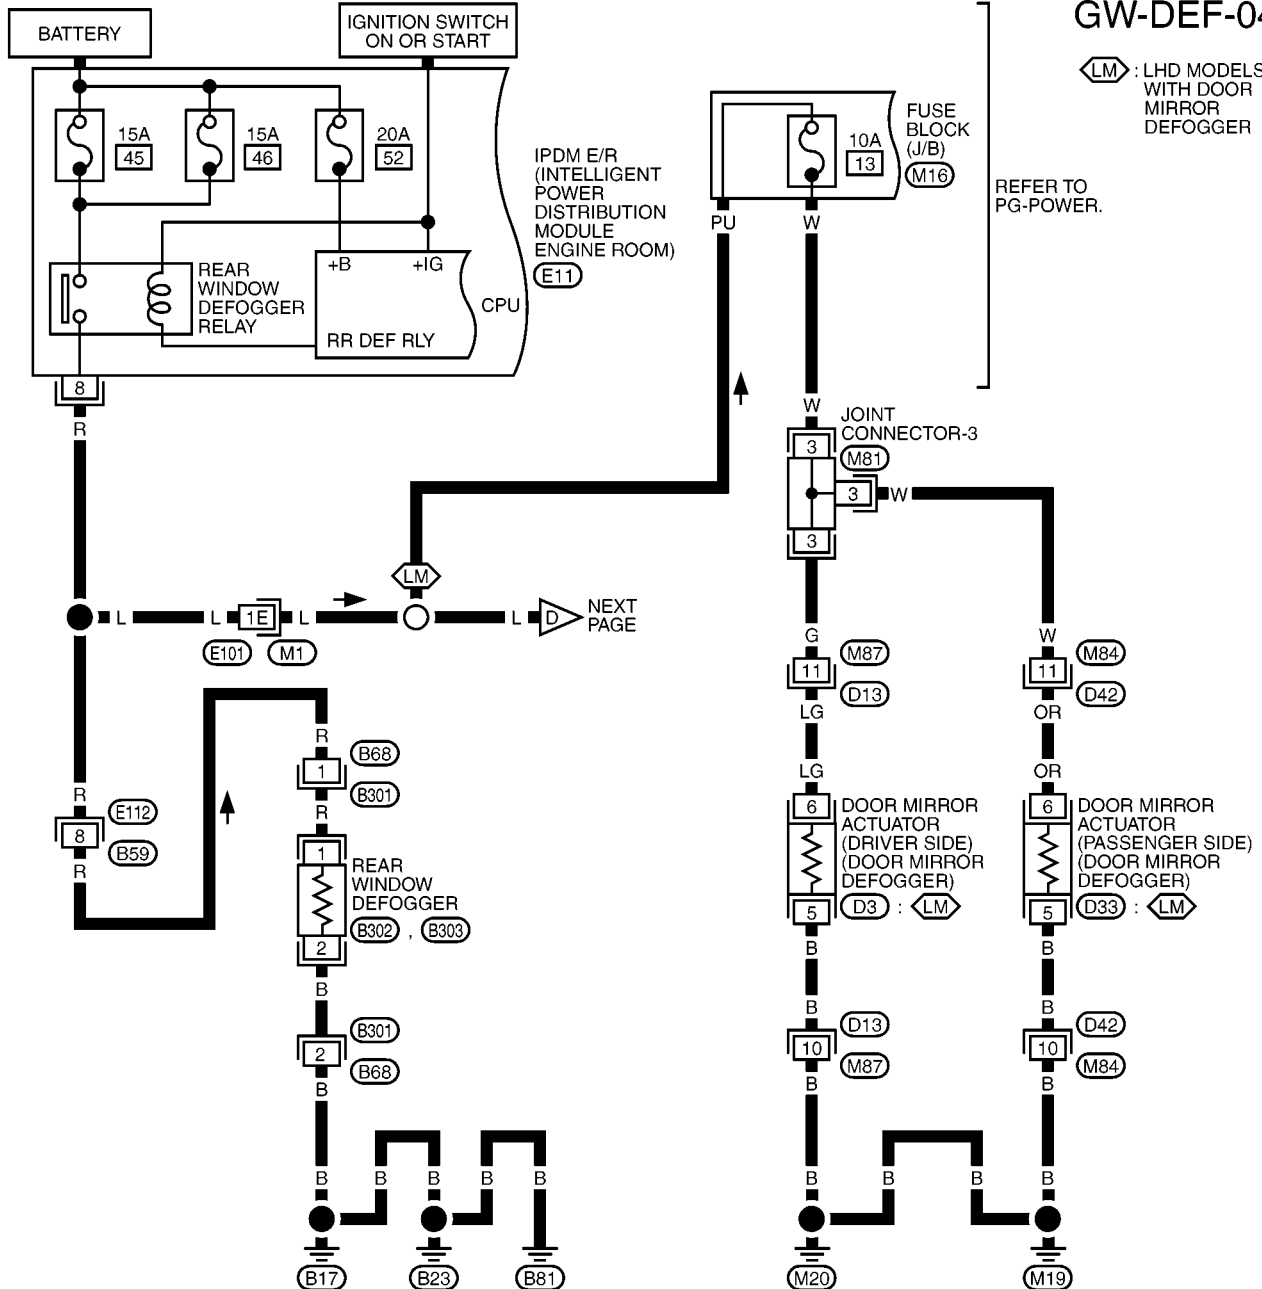 GW-DEF-04
BATTERY
IGNITION SWITCH
ON OR START
LM : LHD MODELS
WITH DOOR
MIRROR
DEFOGGER
15A
45
15A
46
20A
52
IPDM E/R
(INTELLIGENT
POWER
DISTRIBUTION
MODULE
ENGINE ROOM)
E11
10A
13
FUSE
BLOCK
(J/B)
M16
REFER TO
PG-POWER.
PU
W
REAR
WINDOW
DEFOGGER
RELAY
+B
+IG
CPU
RR DEF RLY
8
R
W
JOINT
CONNECTOR-3
3
M81
3
W
3
LM
L
L
1E
L
L
D
NEXT
PAGE
E101
M1
G
11
M87
D13
LG
W
11
M84
D42
OR
R
1
B68
B301
R
R
8
E112
B59
R
1
REAR
WINDOW
DEFOGGER
B302 , B303
2
B
LG
6
DOOR MIRROR
ACTUATOR
(DRIVER SIDE)
(DOOR MIRROR
DEFOGGER)
D3 : LM
5
B
OR
6
DOOR MIRROR
ACTUATOR
(PASSENGER SIDE)
(DOOR MIRROR
DEFOGGER)
D33 : LM
5
B
2
B301
B68
B
B
10
D13
M87
B
B
10
D42
M84
B
B
B
B
B
B
B
B
B
B
B17
B23
B81
M20
M19